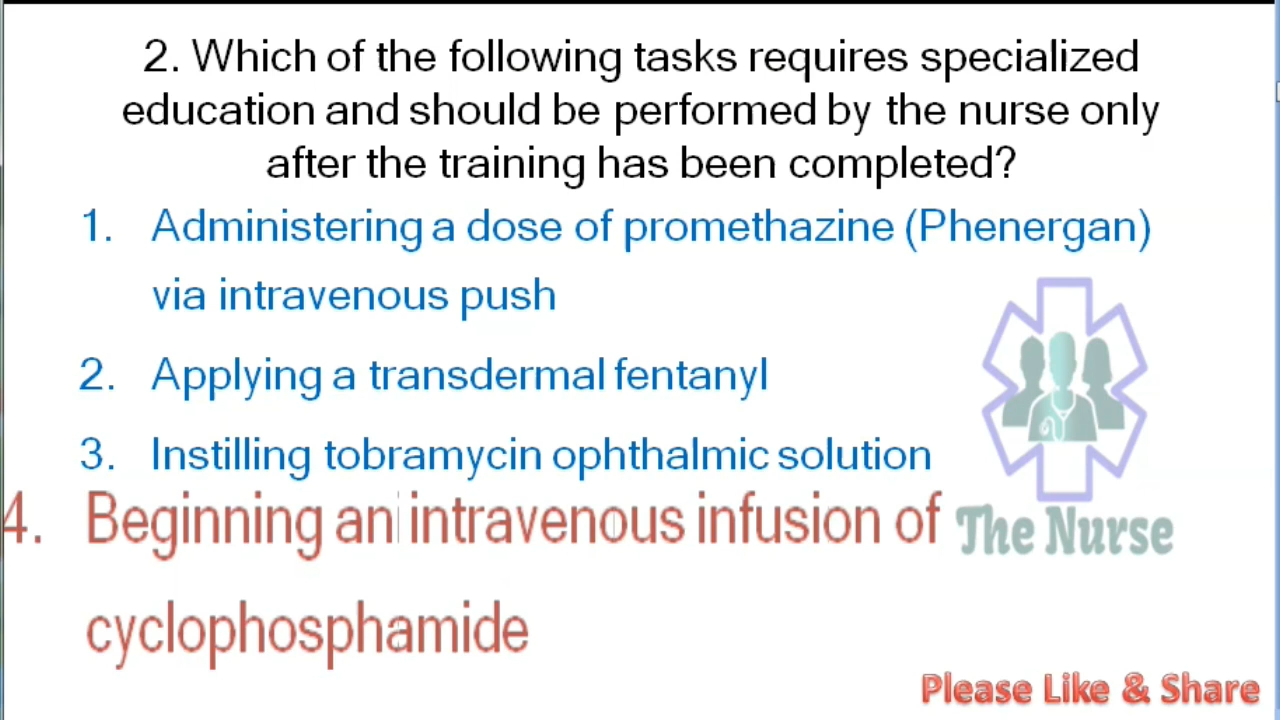 2. Which of the following tasks requires specialized
education and should be performed by the nurse only
after the training has been completed?
1. Administering a dose of promethazine (Phenergan)
via intravenous push
2. Applying a transdermal fentanyl
3. Instilling tobramycin ophthalmic solution
4. Beginning an intravenous infusion of
cyclophosphamide
The Nurse
Please Like & Share